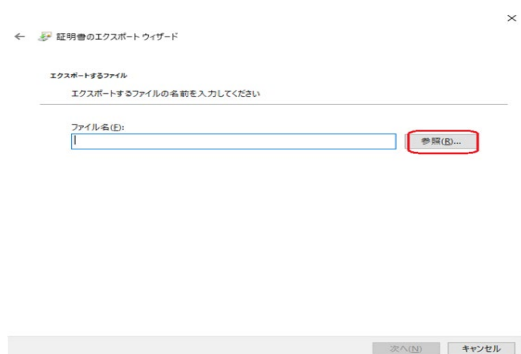 証明書のエクスポート ウィザード
エクスポートするファイル
エクスポートするファイルの名前を入力してください
ファイル名(F):
参照(R)...
次へ(N)
キャンセル